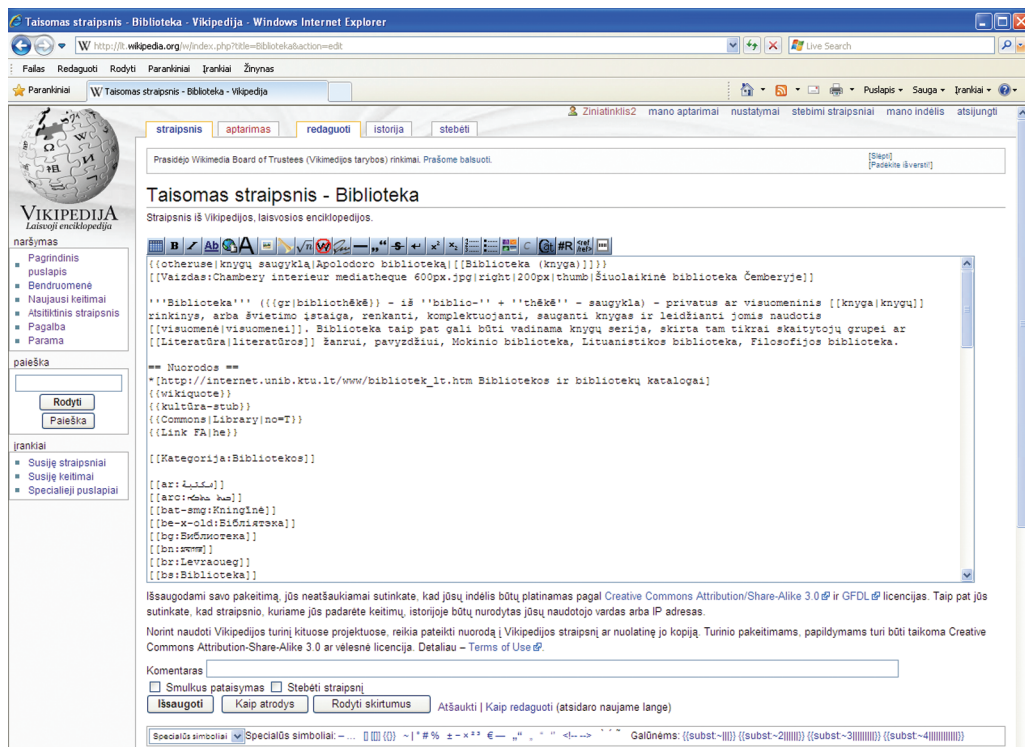 Taisomas straipsnis - Biblioteka - Vikipedija - Windows Internet Explorer
http://lt.wikipedia.org/w/index.php?title=Biblioteka&action=edit
Live Search
Failas Redaguoti Rodyti Parankiniai Įrankiai Žinynas
Parankiniai Taisomas straipsnis - Biblioteka - Vikipedija Puslapis Sauga Įrankiai
Ziniatinklis2 mano aptarimai nustatymai stebimi straipsniai mano indėlis atsijungti
straipsnis aptarimas redaguoti istorija stebėti
Prasidėjo Wikimedia Board of Trustees (Vikimedijos tarybos) rinkimai. Prašome balsuoti.
[Slėpti]
[Padėkite išversti!]
VIKIPEDIJA
Laisvoji enciklopedija
naršymas
Pagrindinis
puslapis
Bendruomenė
Naujausi keitimai
Atsitiktinis straipsnis
Pagalba
Parama
paieška
Rodyti
Paieška
įrankiai
Susiję straipsniai
Susiję keitimai
Specialieji puslapiai
Taisomas straipsnis - Biblioteka
Straipsnis iš Vikipedijos, laisvosios enciklopedijos.
{{otheruse|knygų saugyklą|Apolodoro biblioteką|[[Biblioteka (knyga)]]}}
[[Vaizdas:Chambery interieur mediatheque 600px.jpg|right|200px|thumb|Šiuolaikinė biblioteka Čemberyje]]
'''Biblioteka''' ({{gr|bibliothēkē}} - iš ''biblio-'' + ''thēkē'' - saugykla) - privatus ar visuomeninis [[knyga|knygų]]
rinkinys, arba švietimo įstaiga, renkanti, komplektuojanti, sauganti knygas ir leidžianti jomis naudotis
[[visuomenė|visuomenei]]. Biblioteka taip pat gali būti vadinama knygų serija, skirta tam tikrai skaitytojų grupei ar
[[Literatūra|literatūros]] žanrui, pavyzdžiui, Mokinio biblioteka, Lituanistikos biblioteka, Filosofijos biblioteka.
== Nuorodos ==
*[http://internet.unib.ktu.lt/www/bibliotek_lt.htm Bibliotekos ir bibliotekų katalogai]
{{wikiquote}}
{{kultūra-stub}}
{{Commons|Library|no=T}}
{{Link FA|he}}
[[Kategorija:Bibliotekos]]
[[ar:مكتبة]]
[[arc:
[[bat-smg:Kningīnė]]
[[be-x-old:Бібліятэка]]
[[bg:Библиотека]]
[[bn:
[[br:Levraoueg]]
[[bs:Biblioteka]]
Išsaugodami savo pakeitimą, jūs neatšaukiamai sutinkate, kad jūsų indėlis būtų platinamas pagal Creative Commons Attribution/Share-Alike 3.0 ir GFDL licencijas. Taip pat jūs
sutinkate, kad straipsnio, kuriame jūs padarėte keitimų, istorijoje būtų nurodytas jūsų naudotojo vardas arba IP adresas.
Norint naudoti Vikipedijos turinį kituose projektuose, reikia pateikti nuorodą į Vikipedijos straipsnį ar nuolatinę jo kopiją. Turinio pakeitimams, papildymams turi būti taikoma Creative
Commons Attribution-Share-Alike 3.0 ar vėlesnė licencija. Detaliau – Terms of Use.
Komentaras
Smulkus pataisymas Stebėti straipsnį
Išsaugoti Kaip atrodys Rodyti skirtumus Atšaukti | Kaip redaguoti (atsidaro naujame lange)
Specialūs simboliai Specialūs simboliai: – … [] [[]] {{}} ~ | ° # % ± − × ² ³ € — „“ <!-- --> Galūnėms: {{subst:~|||}} {{subst:~2||||||}} {{subst:~3|||||||||}} {{subst:~4||||||||||||}}